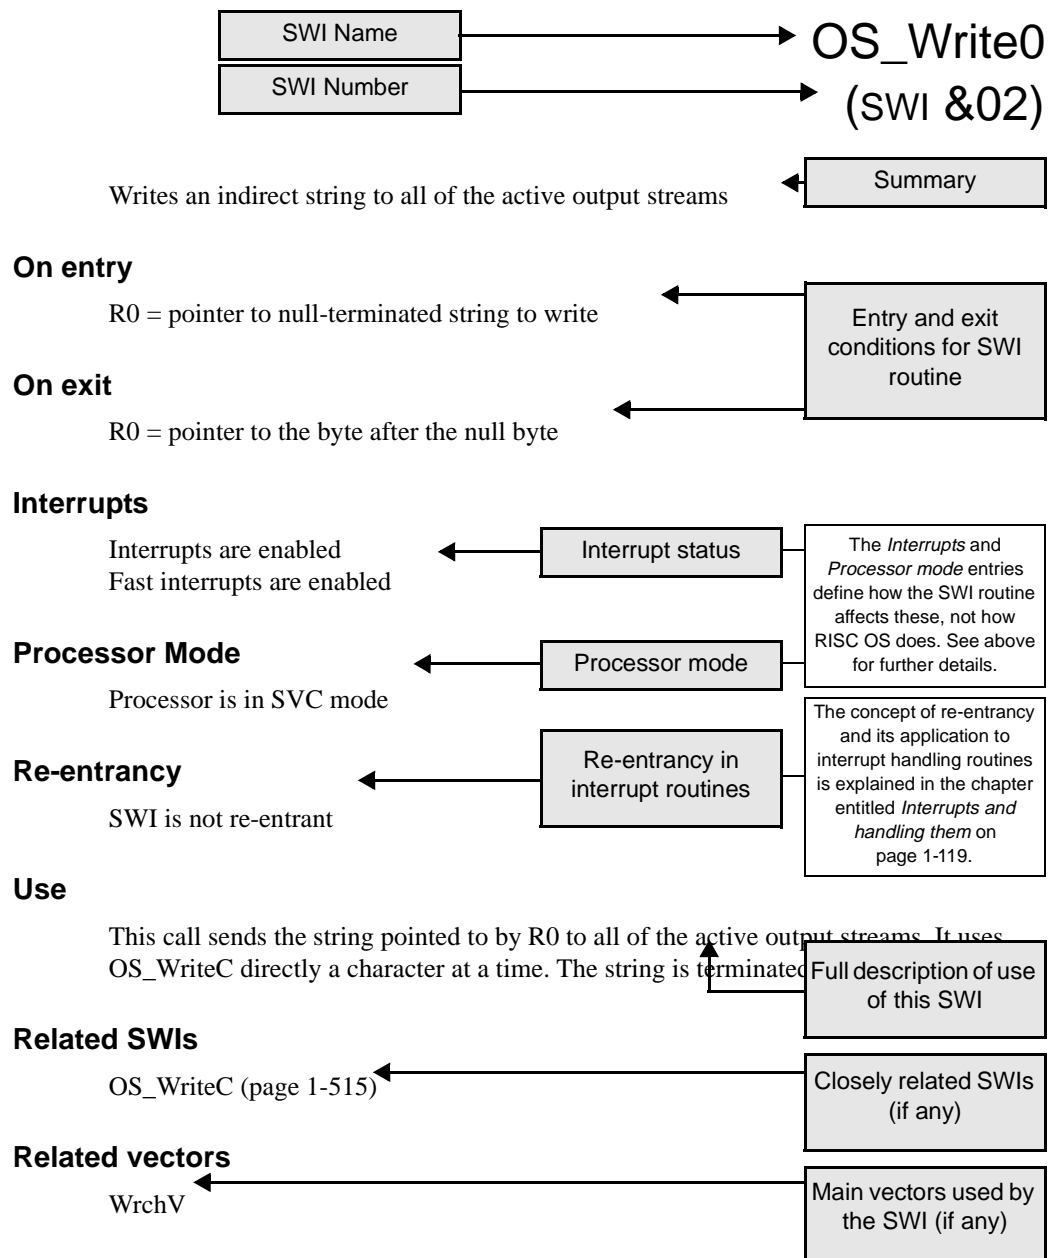 SWI Name
OS_Write0
SWI Number
(SWI &02)
Writes an indirect string to all of the active output streams
Summary
On entry
R0 = pointer to null-terminated string to write
Entry and exit
conditions for SWI
routine
On exit
R0 = pointer to the byte after the null byte
Interrupts
Interrupts are enabled
Fast interrupts are enabled
Interrupt status
The Interrupts and
Processor mode entries
define how the SWI routine
affects these, not how
RISC OS does. See above
for further details.
Processor Mode
Processor is in SVC mode
Processor mode
Re-entrancy
SWI is not re-entrant
Re-entrancy in
interrupt routines
The concept of re-entrancy
and its application to
interrupt handling routines
is explained in the chapter
entitled Interrupts and
handling them on
page 1-119.
Use
This call sends the string pointed to by R0 to all of the active output streams. It uses
OS_WriteC directly a character at a time. The string is terminated
Full description of use
of this SWI
Related SWIs
OS_WriteC (page 1-515)
Closely related SWIs
(if any)
Related vectors
WrchV
Main vectors used by
the SWI (if any)